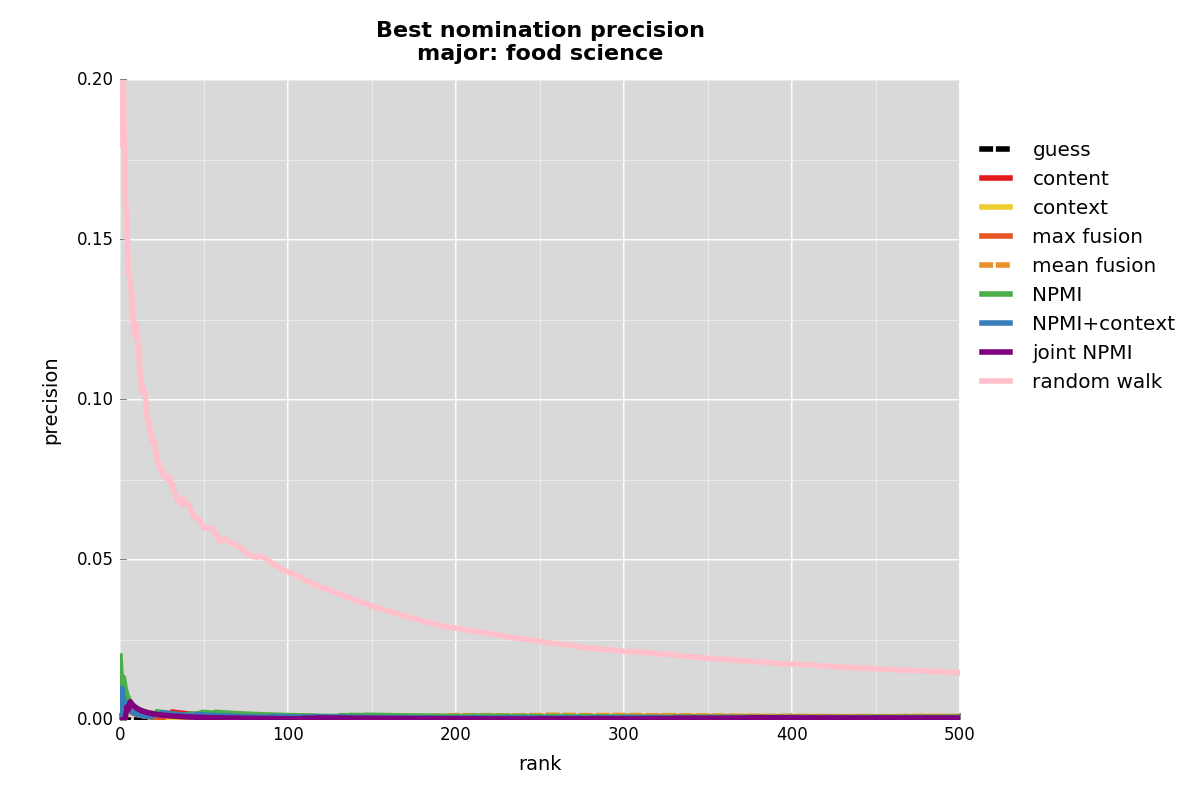 Best nomination precision
major: food science
0.20
0.15
0.10
0.05
0.00
precision
0
100
200
300
400
500
rank
guess
content
context
max fusion
mean fusion
NPMI
NPMI+context
joint NPMI
random walk